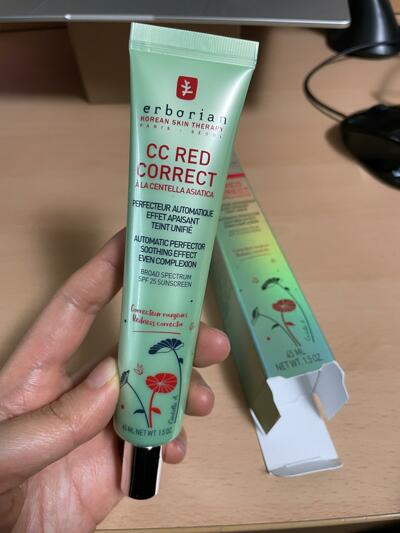 erborian
KOREAN SKIN THERAPY
PARIS - SÉOUL
CC RED
CORRECT
À LA CENTELLA ASIATICA
PERFECTEUR AUTOMATIQUE
EFFET APAISANT
TEINT UNIFIÉ
AUTOMATIC PERFECTOR
SOOTHING EFFECT
EVEN COMPLEXION
BROAD SPECTRUM
SPF 25 SUNSCREEN
Correcteur rougeurs
Redness corrector
45 ML NET WT. 1.5 OZ.
45 ML
NET WT. 1.5 OZ.